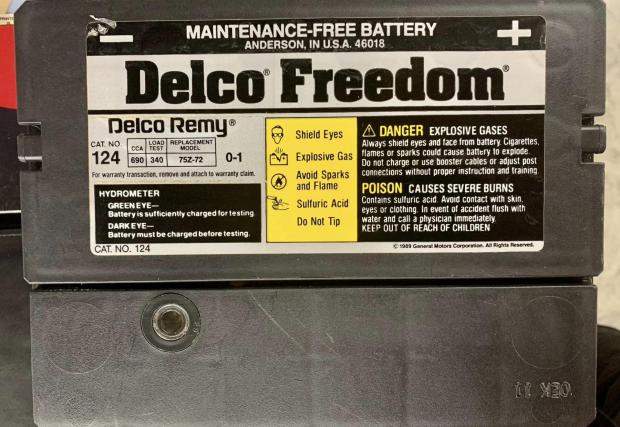 MAINTENANCE-FREE BATTERY
ANDERSON, IN U.S.A. 46018
− +
Delco® Freedom®
Delco Remy®
CAT. NO. 124
CCA 690
LOAD TEST 340
REPLACEMENT MODEL 75Z-72
0-1
For warranty transaction, remove and attach to warranty claim.
HYDROMETER
GREEN EYE—
Battery is sufficiently charged for testing.
DARK EYE—
Battery must be charged before testing.
CAT. NO. 124
Shield Eyes
Explosive Gas
Avoid Sparks
and Flame
Sulfuric Acid
Do Not Tip
⚠ DANGER EXPLOSIVE GASES
Always shield eyes and face from battery. Cigarettes,
flames or sparks could cause battery to explode.
Do not charge or use booster cables or adjust post
connections without proper instruction and training.
POISON CAUSES SEVERE BURNS
Contains sulfuric acid. Avoid contact with skin,
eyes or clothing. In event of accident flush with
water and call a physician immediately.
KEEP OUT OF REACH OF CHILDREN
© 1989 General Motors Corporation. All Rights Reserved.